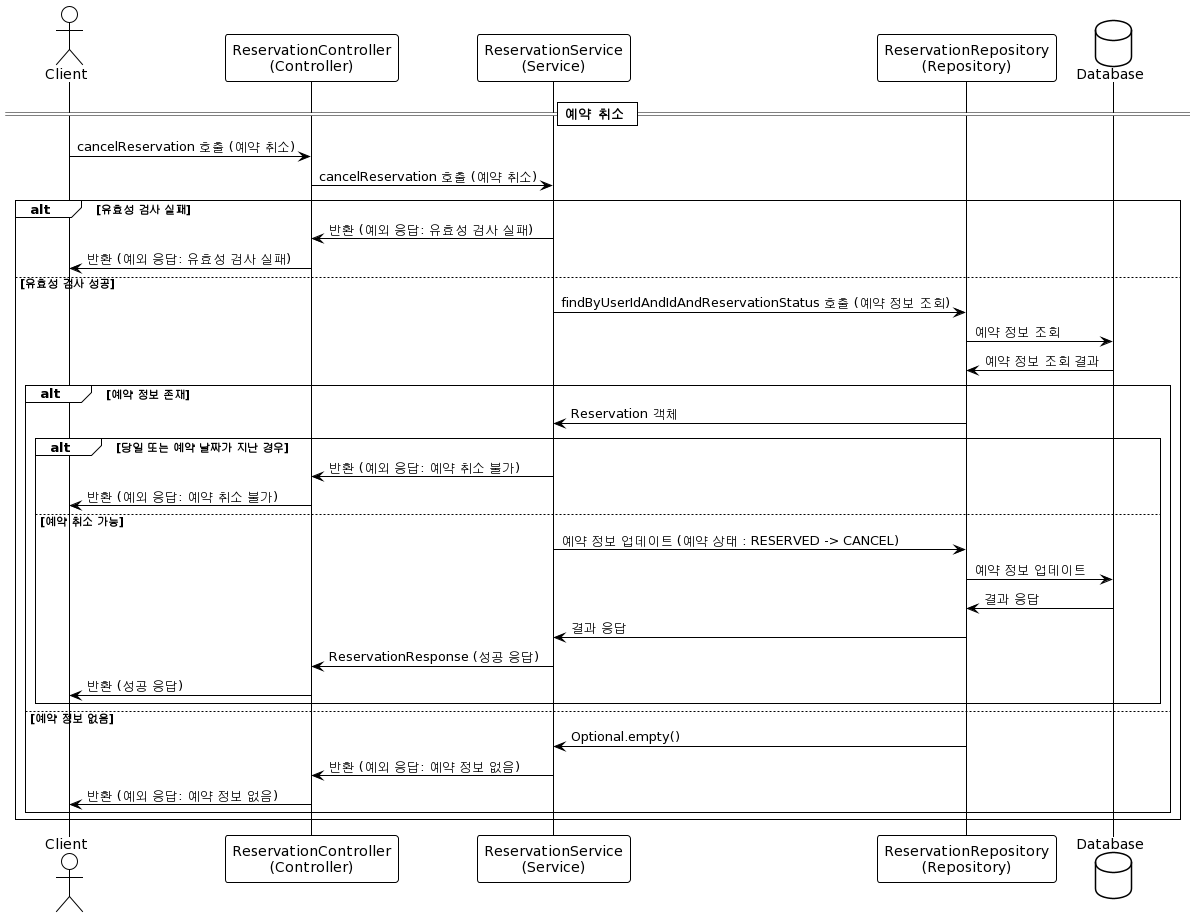 Client
ReservationController
(Controller)
ReservationService
(Service)
ReservationRepository
(Repository)
Database
예약 취소
cancelReservation 호출 (예약 취소)
cancelReservation 호출 (예약 취소)
alt [유효성 검사 실패]
반환 (예외 응답: 유효성 검사 실패)
반환 (예외 응답: 유효성 검사 실패)
[유효성 검사 성공]
findByUserIdAndIdAndReservationStatus 호출 (예약 정보 조회)
예약 정보 조회
예약 정보 조회 결과
alt [예약 정보 존재]
Reservation 객체
alt [당일 또는 예약 날짜가 지난 경우]
반환 (예외 응답: 예약 취소 불가)
반환 (예외 응답: 예약 취소 불가)
[예약 취소 가능]
예약 정보 업데이트 (예약 상태 : RESERVED -> CANCEL)
예약 정보 업데이트
결과 응답
결과 응답
ReservationResponse (성공 응답)
반환 (성공 응답)
[예약 정보 없음]
Optional.empty()
반환 (예외 응답: 예약 정보 없음)
반환 (예외 응답: 예약 정보 없음)
Client
ReservationController
(Controller)
ReservationService
(Service)
ReservationRepository
(Repository)
Database